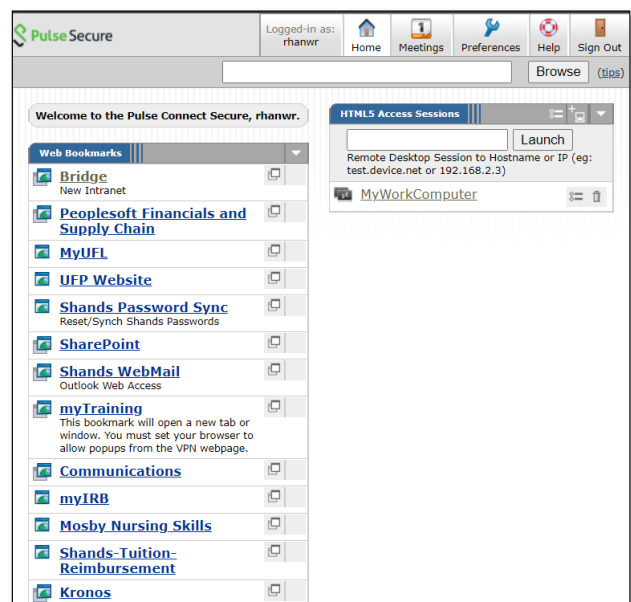 Pulse Secure
Logged-in as:
rhanwr
Home
Meetings
Preferences
Help
Sign Out
Browse
(tips)
Welcome to the Pulse Connect Secure, rhanwr.
Web Bookmarks
Bridge
New Intranet
Peoplesoft Financials and
Supply Chain
MyUFL
UFP Website
Shands Password Sync
Reset/Synch Shands Passwords
SharePoint
Shands WebMail
Outlook Web Access
myTraining
This bookmark will open a new tab or
window. You must set your browser to
allow popups from the VPN webpage.
Communications
myIRB
Mosby Nursing Skills
Shands-Tuition-
Reimbursement
Kronos
HTML5 Access Sessions
Launch
Remote Desktop Session to Hostname or IP (eg:
test.device.net or 192.168.2.3)
MyWorkComputer